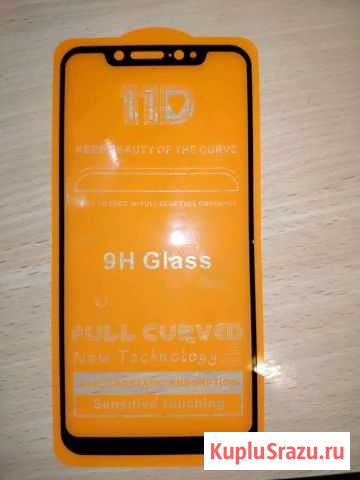 11D
KEEP BEAUTY OF THE CURVE
9H Glass
FULL CURVED
New Technology
Sensitive touching
KupluSrazu.ru